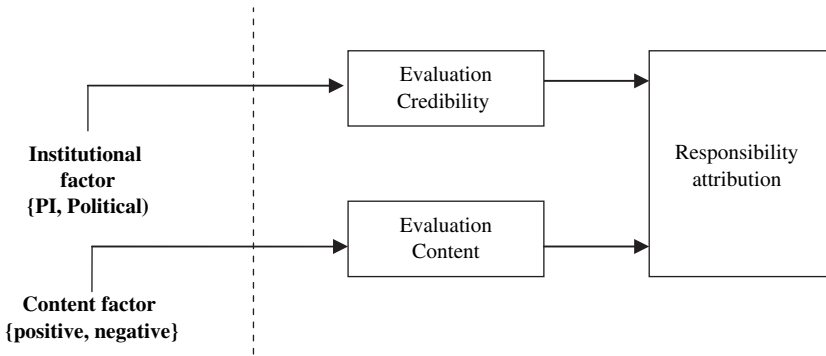 Evaluation
Credibility
Responsibility
attribution
Institutional
factor
{PI, Political)
Evaluation
Content
Content factor
{positive, negative}